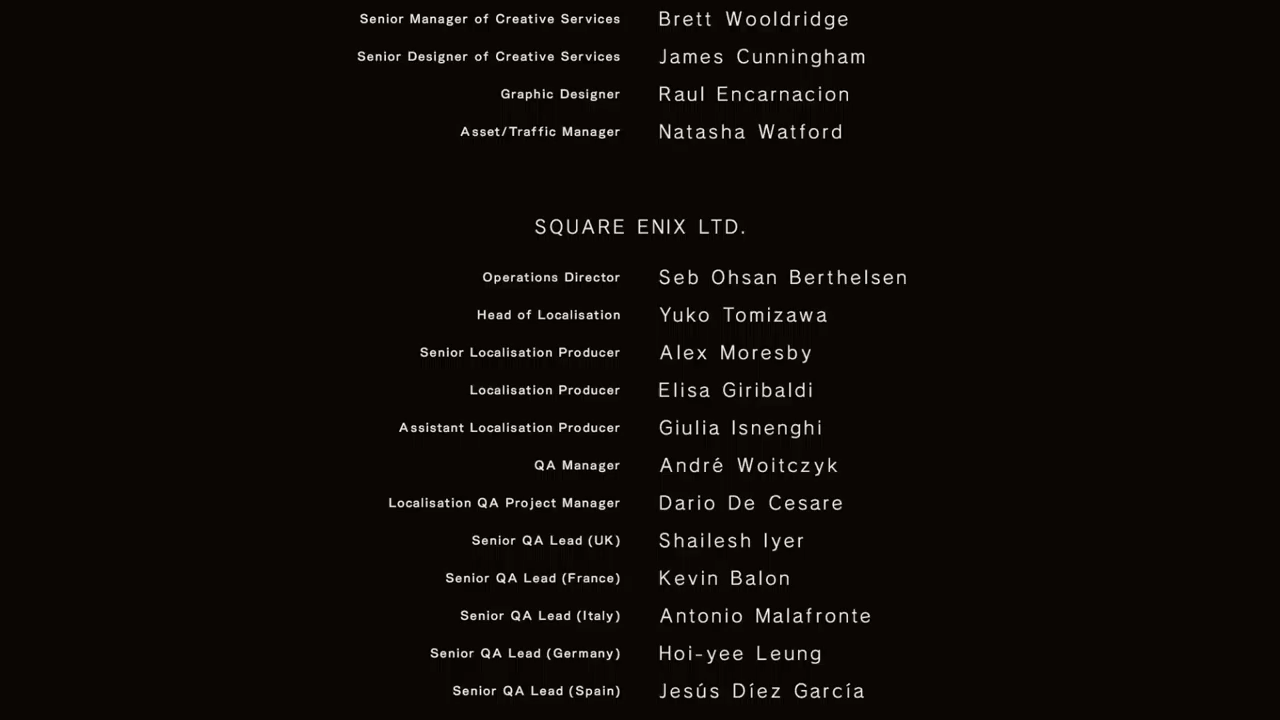 Senior Manager of Creative Services Brett Wooldridge
Senior Designer of Creative Services James Cunningham
Graphic Designer Raul Encarnacion
Asset/Traffic Manager Natasha Watford
SQUARE ENIX LTD.
Operations Director Seb Ohsan Berthelsen
Head of Localisation Yuko Tomizawa
Senior Localisation Producer Alex Moresby
Localisation Producer Elisa Giribaldi
Assistant Localisation Producer Giulia Isnenghi
QA Manager André Woitczyk
Localisation QA Project Manager Dario De Cesare
Senior QA Lead (UK) Shailesh Iyer
Senior QA Lead (France) Kevin Balon
Senior QA Lead (Italy) Antonio Malafronte
Senior QA Lead (Germany) Hoi-yee Leung
Senior QA Lead (Spain) Jesús Díez García